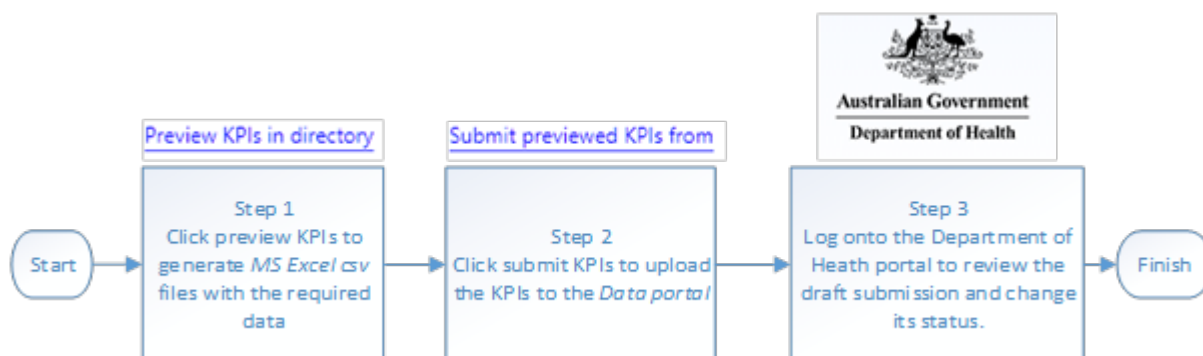 Australian Government
Department of Health
Preview KPIs in directory
Submit previewed KPIs from
Start
Step 1
Click preview KPIs to
generate MS Excel csv
files with the required
data
Step 2
Click submit KPIs to upload
the KPIs to the Data portal
Step 3
Log onto the Department of
Heath portal to review the
draft submission and change
its status.
Finish